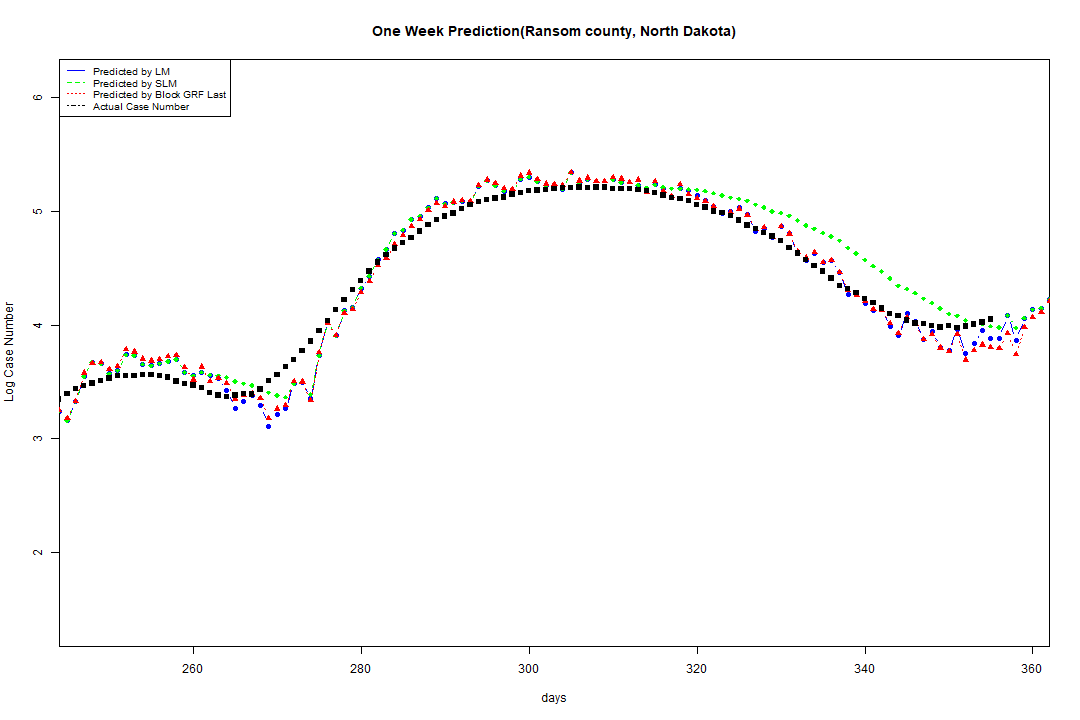 One Week Prediction(Ransom county, North Dakota)
Predicted by LM
Predicted by SLM
Predicted by Block GRF Last
Actual Case Number
6
5
4
3
2
Log Case Number
260
280
300
320
340
360
days